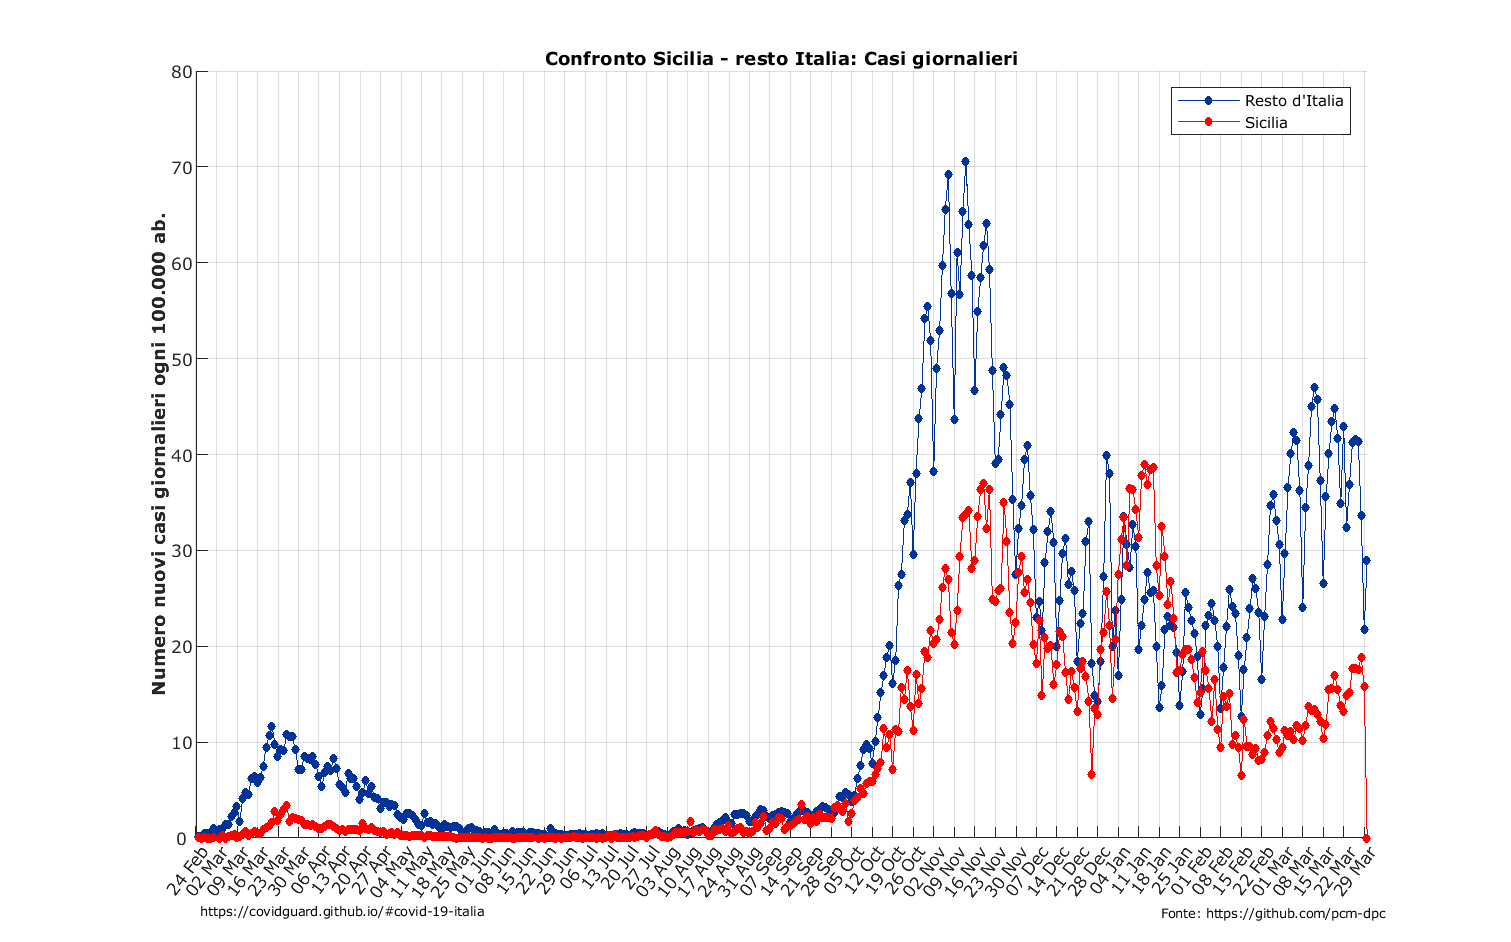 Confronto Sicilia - resto Italia: Casi giornalieri
Numero nuovi casi giornalieri ogni 100.000 ab.
80
70
60
50
40
30
20
10
0
Resto d'Italia
Sicilia
24 Feb
02 Mar
09 Mar
16 Mar
23 Mar
30 Mar
06 Apr
13 Apr
20 Apr
27 Apr
04 May
11 May
18 May
25 May
01 Jun
08 Jun
15 Jun
22 Jun
29 Jun
06 Jul
13 Jul
20 Jul
27 Jul
03 Aug
10 Aug
17 Aug
24 Aug
31 Aug
07 Sep
14 Sep
21 Sep
28 Sep
05 Oct
12 Oct
19 Oct
26 Oct
02 Nov
09 Nov
16 Nov
23 Nov
30 Nov
07 Dec
14 Dec
21 Dec
28 Dec
04 Jan
11 Jan
18 Jan
25 Jan
01 Feb
08 Feb
15 Feb
22 Feb
01 Mar
08 Mar
15 Mar
22 Mar
29 Mar
https://covidguard.github.io/#covid-19-italia
Fonte: https://github.com/pcm-dpc